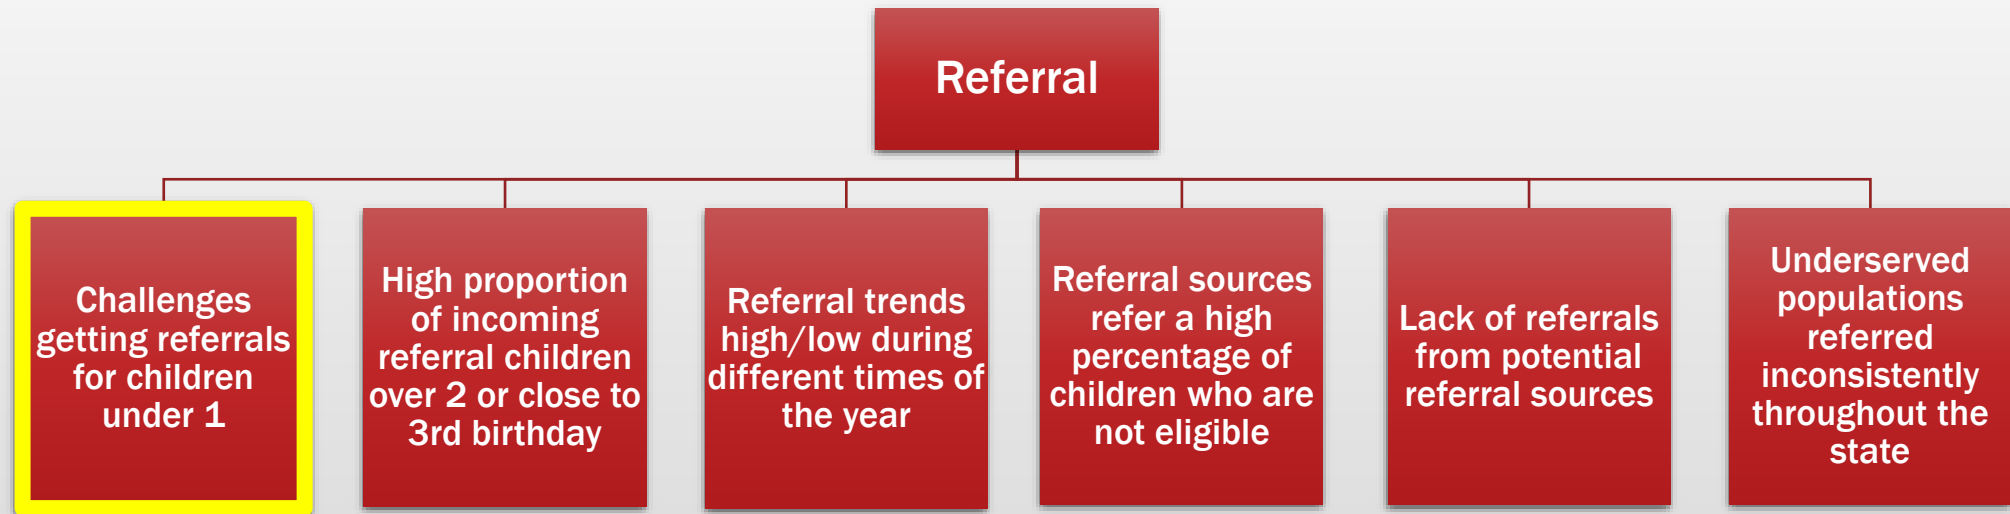 Referral
Challenges
getting referrals
for children
under 1
High proportion
of incoming
referral children
over 2 or close to
3rd birthday
Referral trends
high/low during
different times of
the year
Referral sources
refer a high
percentage of
children who are
not eligible
Lack of referrals
from potential
referral sources
Underserved
populations
referred
inconsistently
throughout the
state